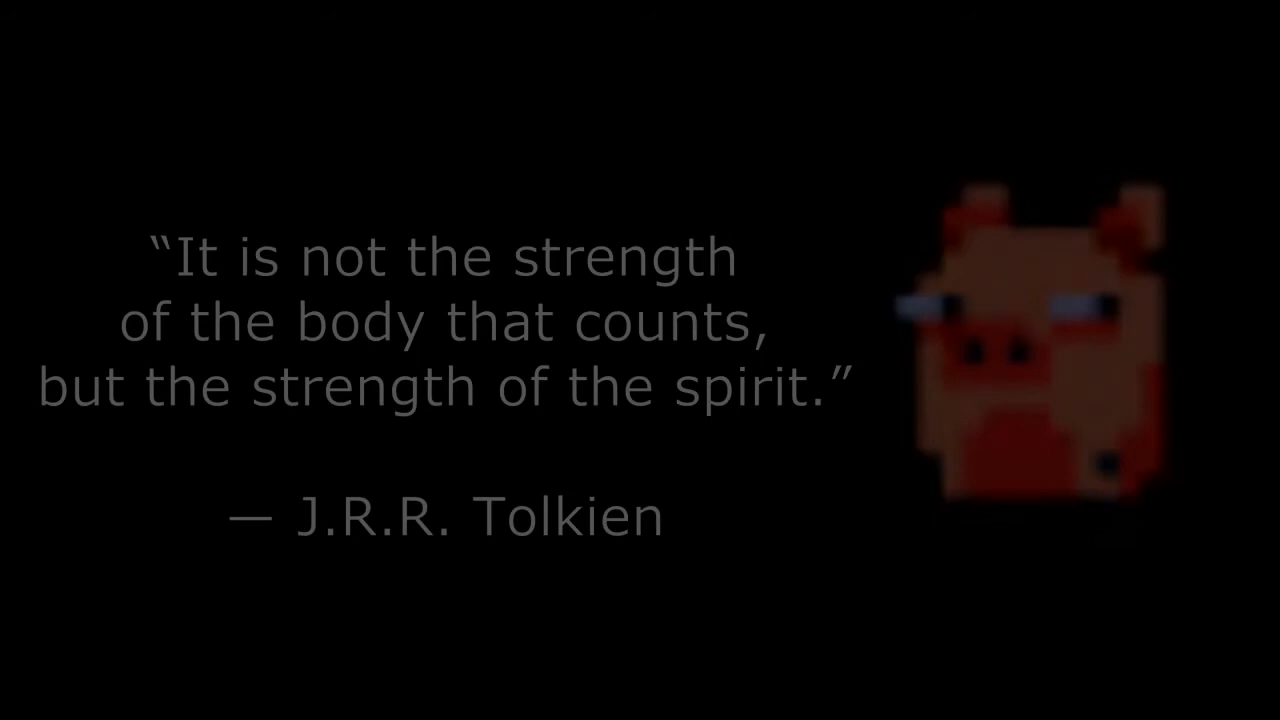 “It is not the strength
of the body that counts,
but the strength of the spirit.”
— J.R.R. Tolkien